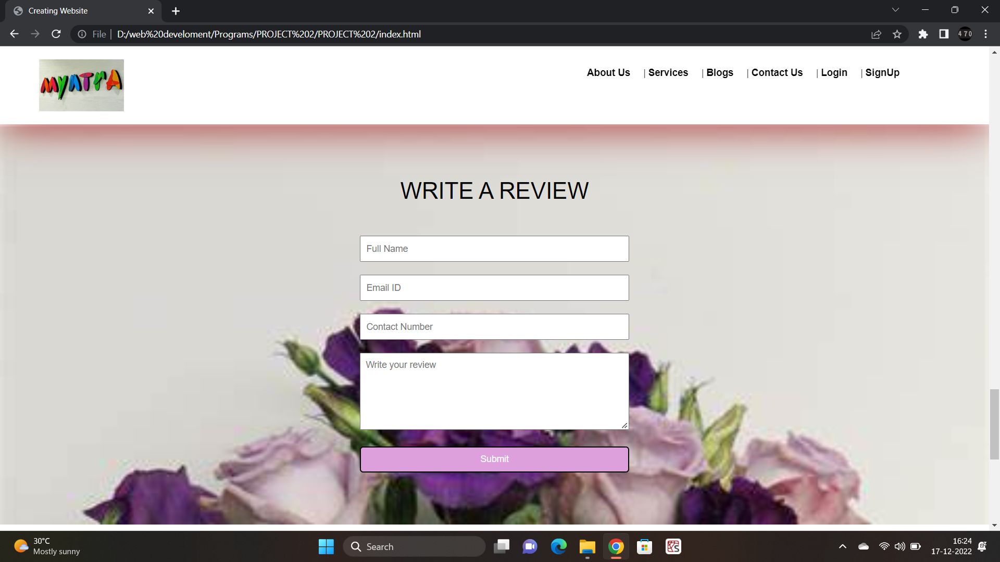 Creating Website
File | D:/web%20develoment/Programs/PROJECT%202/PROJECT%202/index.html
470
MyntrA
About Us | Services | Blogs | Contact Us | Login | SignUp
WRITE A REVIEW
Full Name
Email ID
Contact Number
Write your review
Submit
30°C
Mostly sunny
Search
16:24
17-12-2022